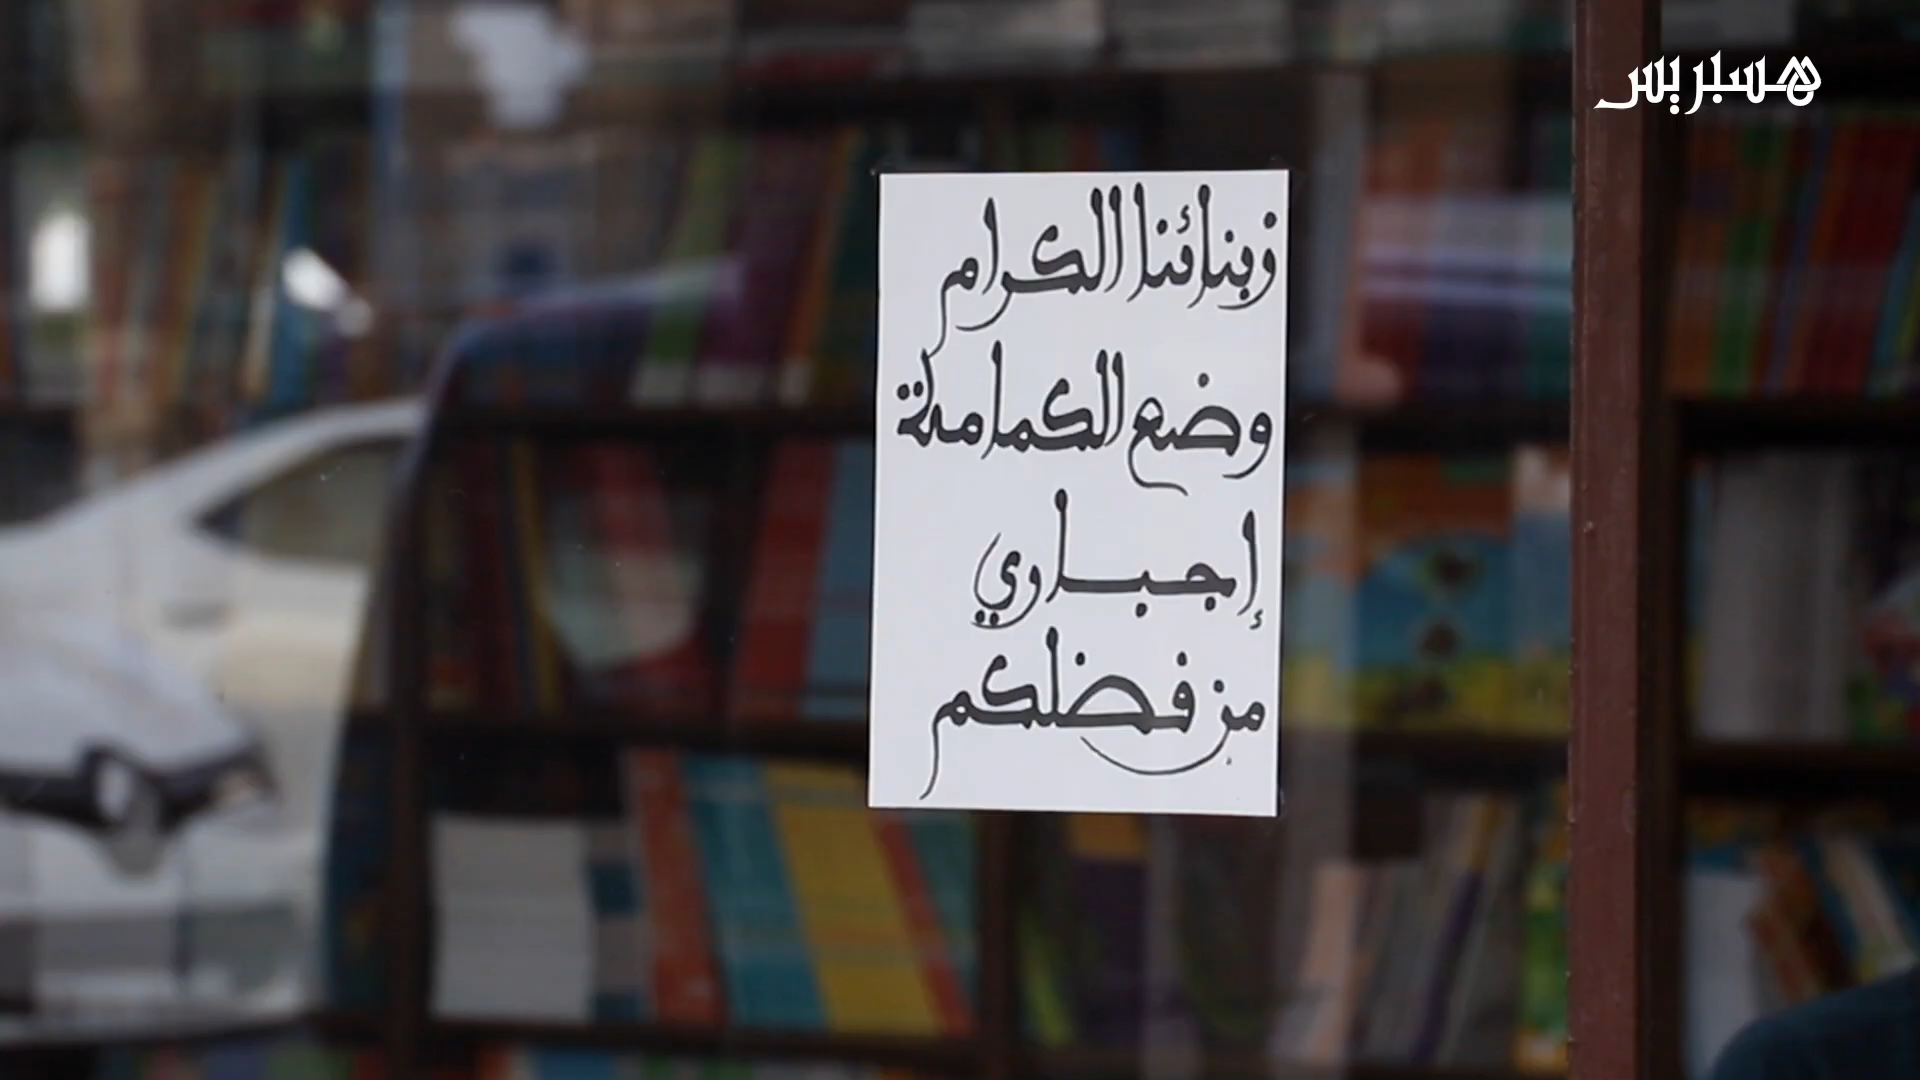 هسبريس
زبنائنا الكرام
وضع الكمامة
إجباري
من فضلكم